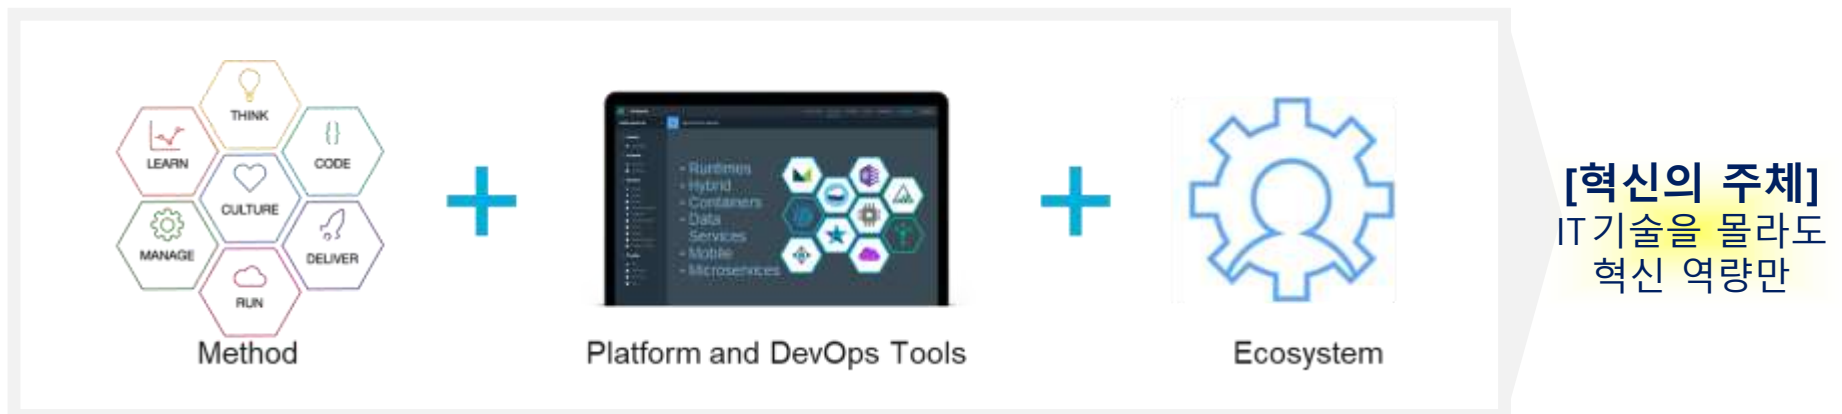 THINK
LEARN
CODE
CULTURE
MANAGE
DELIVER
RUN
Method
- Runtimes
- Hybrid
- Containers
- Data
Services
- Mobile
- Microservices
Platform and DevOps Tools
Ecosystem
[혁신의 주체]
IT기술을 몰라도
혁신 역량만